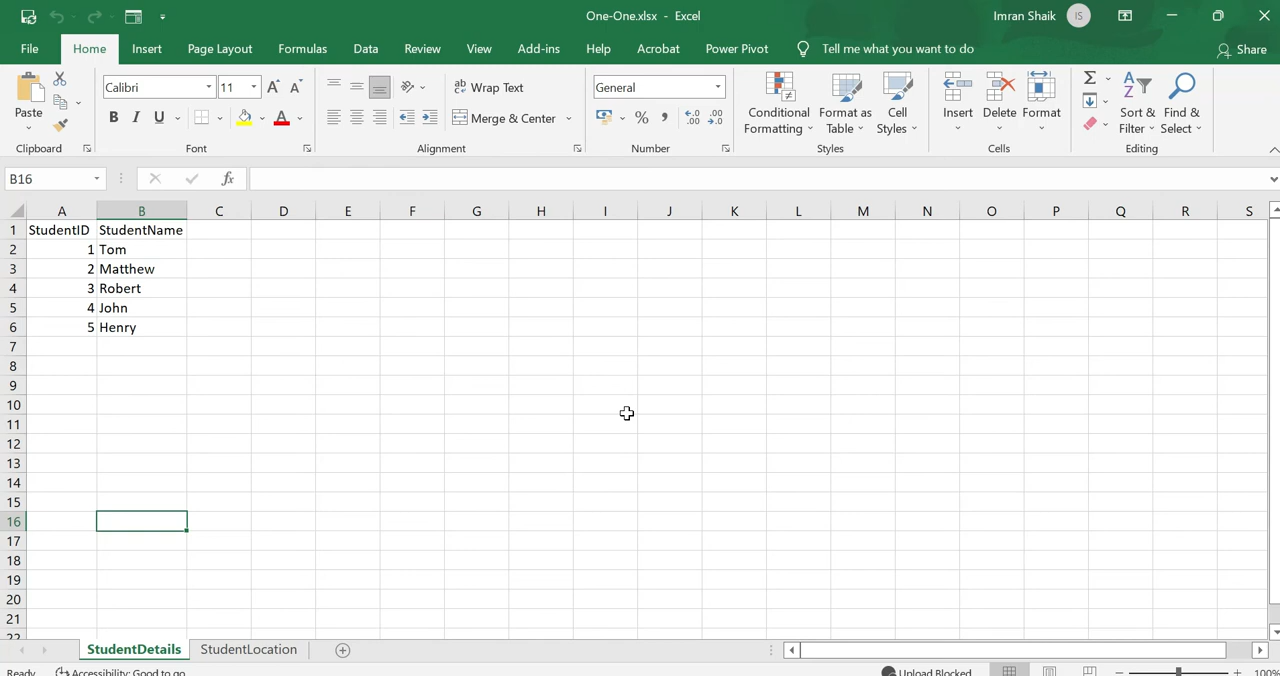 One-One.xlsx - Excel
Imran Shaik IS
File Home Insert Page Layout Formulas Data Review View Add-ins Help Acrobat Power Pivot Tell me what you want to do Share
Paste
Clipboard
Calibri 11
B I U A
Font
Wrap Text
Merge & Center
Alignment
General
%
Number
Conditional Formatting
Format as Table
Cell Styles
Styles
Insert Delete Format
Cells
Sort & Filter
Find & Select
Editing
B16 fx
A B C D E F G H I J K L M N O P Q R S
1 StudentID StudentName
2 1 Tom
3 2 Matthew
4 3 Robert
5 4 John
6 5 Henry
7
8
9
10
11
12
13
14
15
16
17
18
19
20
21
22
StudentDetails StudentLocation
Ready Accessibility: Good to go Upload Blocked 100%